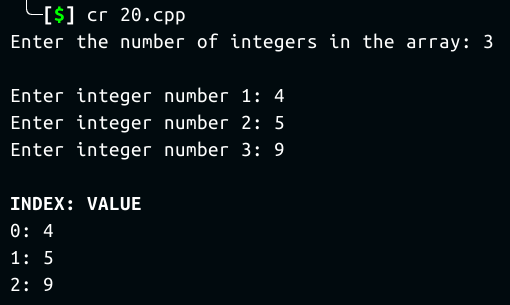 [$] cr 20.cpp
Enter the number of integers in the array: 3
Enter integer number 1: 4
Enter integer number 2: 5
Enter integer number 3: 9
INDEX: VALUE
0: 4
1: 5
2: 9